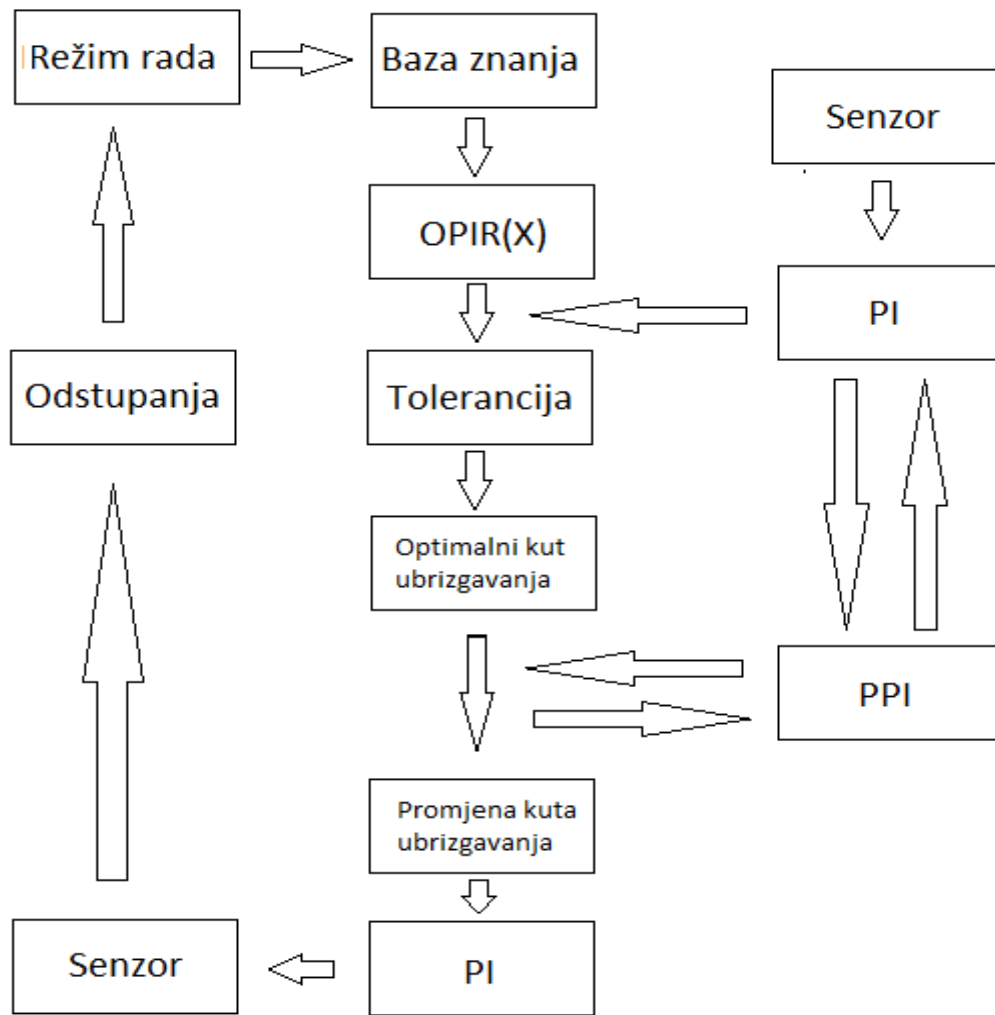 Režim rada
Baza znanja
Senzor
OPIR(X)
PI
Odstupanja
Tolerancija
Optimalni kut
ubrizgavanja
PPI
Promjena kuta
ubrizgavanja
Senzor
PI